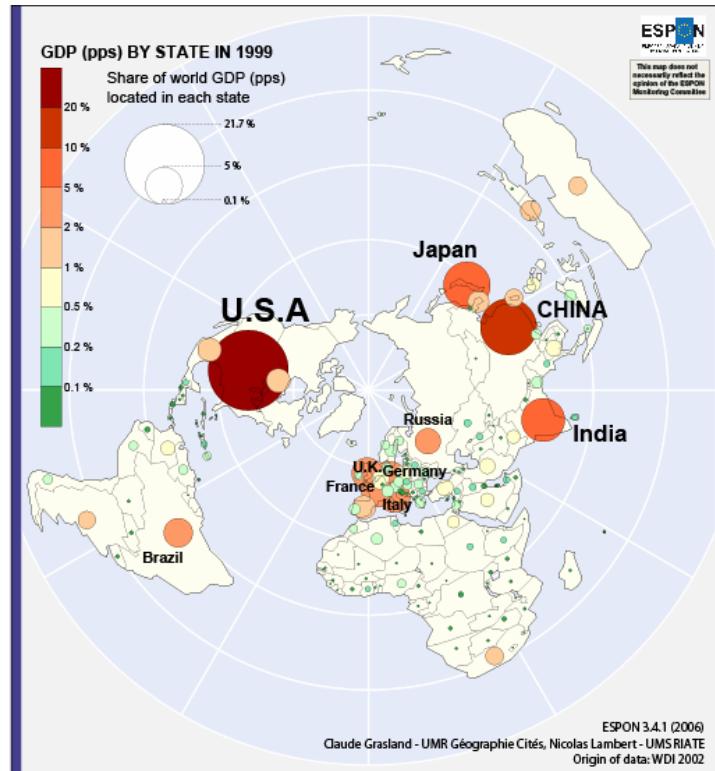 GDP (pps) BY STATE IN 1999
Share of world GDP (pps)
located in each state
20 %
10 %
5 %
2 %
1 %
0.5 %
0.2 %
0.1 %
21.7 %
5 %
0.1 %
ESPON
This map does not
necessarily reflect the
opinion of the ESPON
Monitoring Committee
Japan
U.S.A
CHINA
India
Russia
U.K.
Germany
France
Italy
Brazil
ESPON 3.4.1 (2006)
Claude Grasland - UMR Géographie Cités, Nicolas Lambert - UMS RIATE
Origin of data: WDI 2002